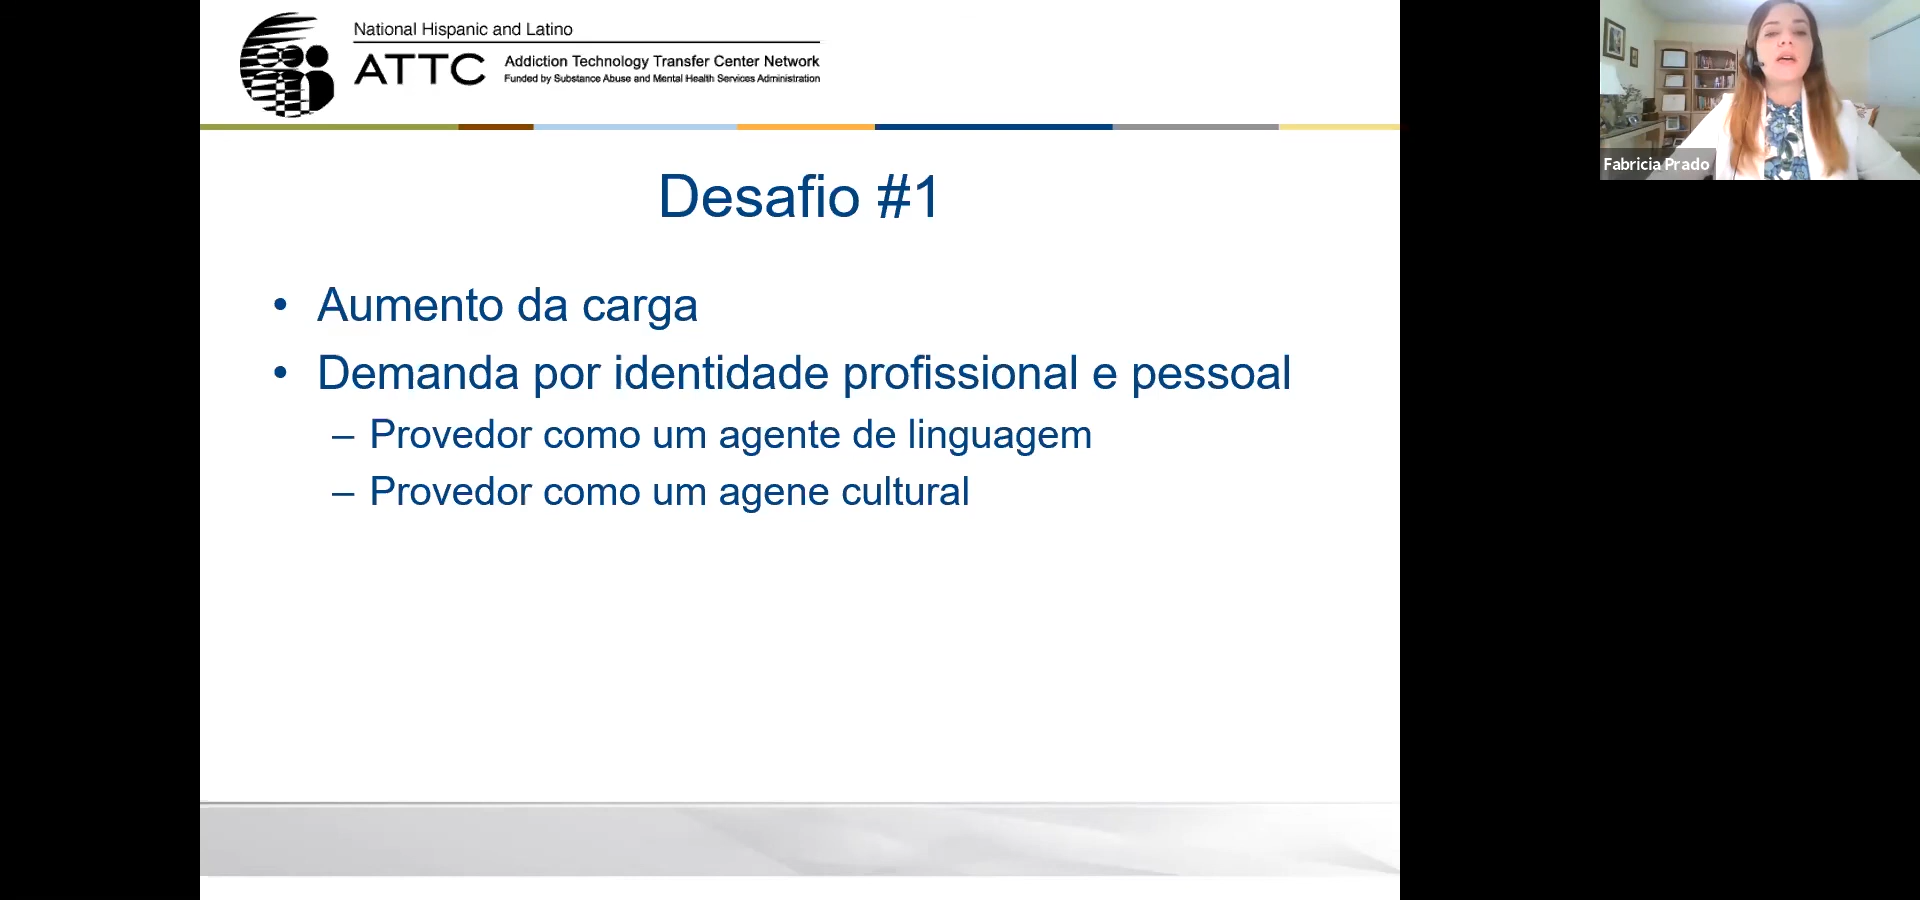 National Hispanic and Latino
ATTC
Addiction Technology Transfer Center Network
Funded by Substance Abuse and Mental Health Services Administration
Fabricia Prado
Desafio #1
• Aumento da carga
• Demanda por identidade profissional e pessoal
– Provedor como um agente de linguagem
– Provedor como um agene cultural